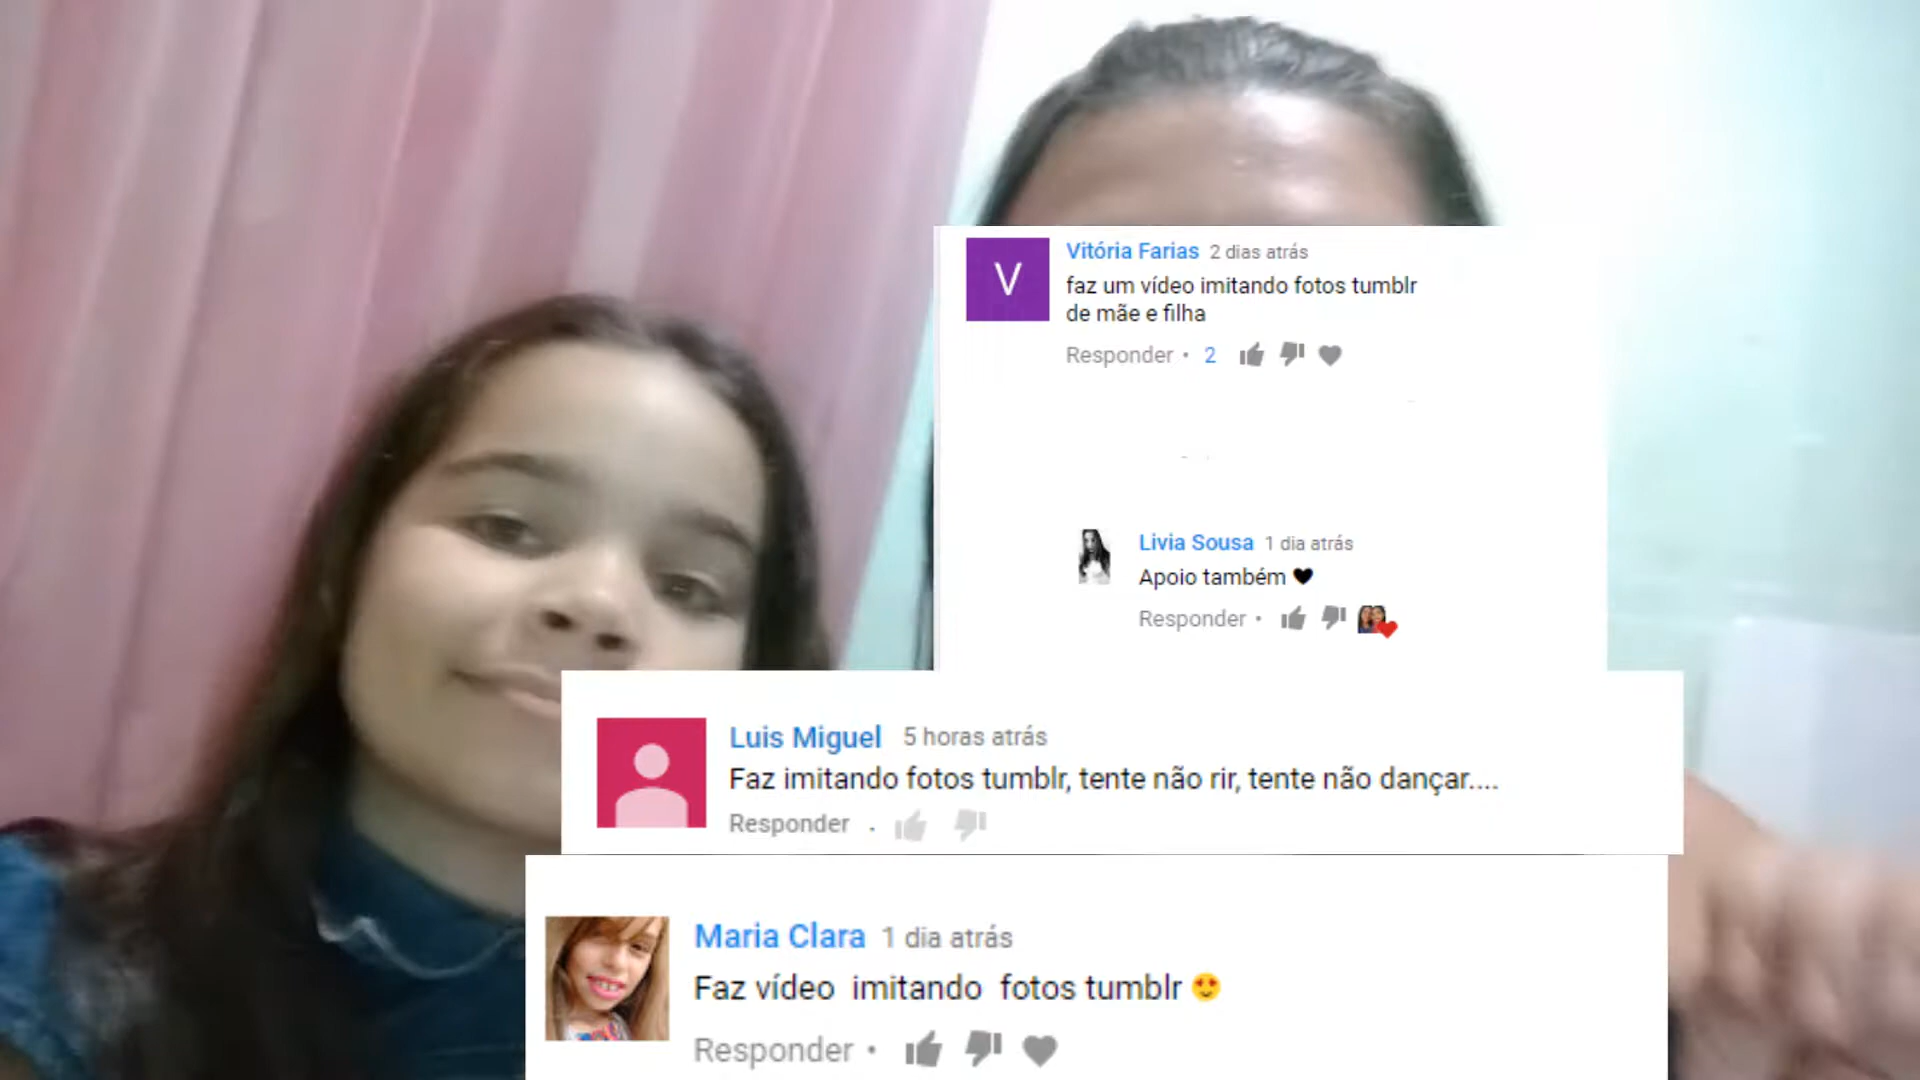 V
Vitória Farias 2 dias atrás
faz um vídeo imitando fotos tumblr
de mãe e filha
Responder • 2
Livia Sousa 1 dia atrás
Apoio também 🖤
Responder •
Luis Miguel 5 horas atrás
Faz imitando fotos tumblr, tente não rir, tente não dançar....
Responder .
Maria Clara 1 dia atrás
Faz vídeo imitando fotos tumblr 😍
Responder •